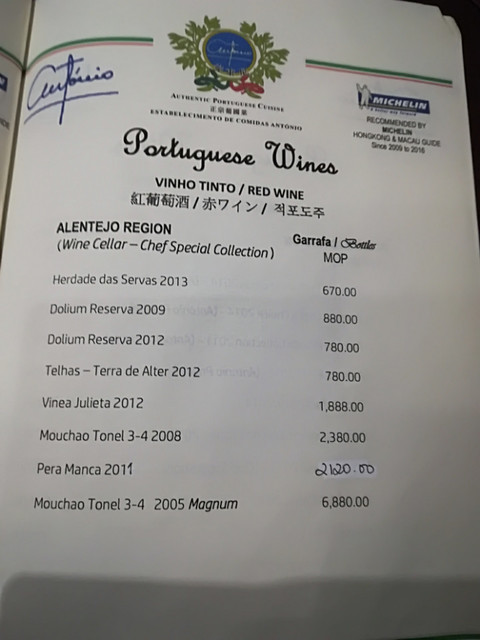 António
AUTHENTIC PORTUGUESE CUISINE
正宗葡國菜
ESTABELECIMENTO DE COMIDAS ANTÓNIO
MICHELIN
RECOMMENDED BY
MICHELIN
HONGKONG & MACAU GUIDE
Since 2009 to 2016
Portuguese Wines
VINHO TINTO / RED WINE
紅葡萄酒 / 赤ワイン / 적포도주
ALENTEJO REGION Garrafa / Bottles
(Wine Cellar – Chef Special Collection) MOP
Herdade das Servas 2013 670.00
Dolium Reserva 2009 880.00
Dolium Reserva 2012 780.00
Telhas – Terra de Alter 2012 780.00
Vinea Julieta 2012 1,888.00
Mouchao Tonel 3-4 2008 2,380.00
Pera Manca 2011 2120.00
Mouchao Tonel 3-4 2005 Magnum 6,880.00